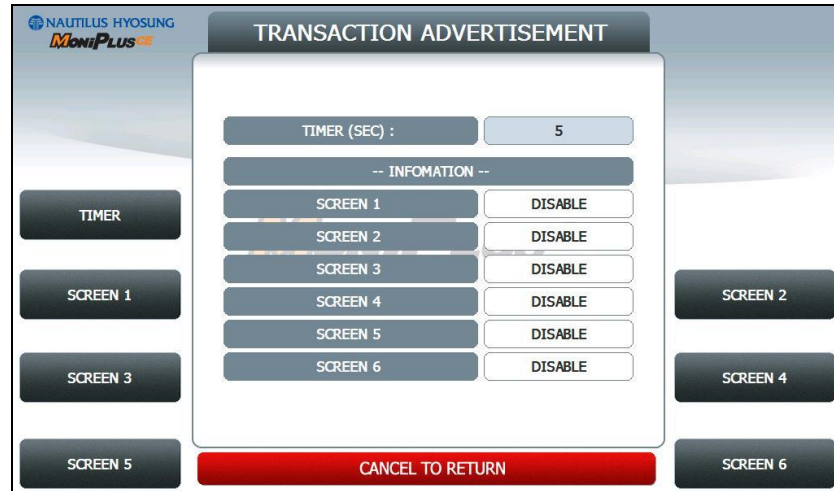 NAUTILUS HYOSUNG
MoniPlusCE
TRANSACTION ADVERTISEMENT
TIMER (SEC) : 5
-- INFOMATION --
TIMER
SCREEN 1 DISABLE
SCREEN 2 DISABLE
SCREEN 3 DISABLE
SCREEN 1
SCREEN 4 DISABLE
SCREEN 2
SCREEN 5 DISABLE
SCREEN 6 DISABLE
SCREEN 3
SCREEN 4
SCREEN 5
CANCEL TO RETURN
SCREEN 6